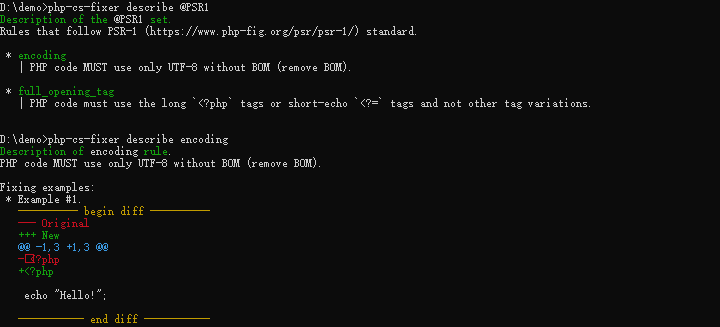 D:\demo>php-cs-fixer describe @PSR1
Description of the @PSR1 set.
Rules that follow PSR-1 (https://www.php-fig.org/psr/psr-1/) standard.
* encoding
| PHP code MUST use only UTF-8 without BOM (remove BOM).
* full_opening_tag
| PHP code must use the long `<?php` tags or short-echo `<?=` tags and not other tag variations.
D:\demo>php-cs-fixer describe encoding
Description of encoding rule.
PHP code MUST use only UTF-8 without BOM (remove BOM).
Fixing examples:
* Example #1.
---------- begin diff ----------
--- Original
+++ New
@@ -1,3 +1,3 @@
-<?php
+<?php
echo "Hello!";
----------- end diff -----------